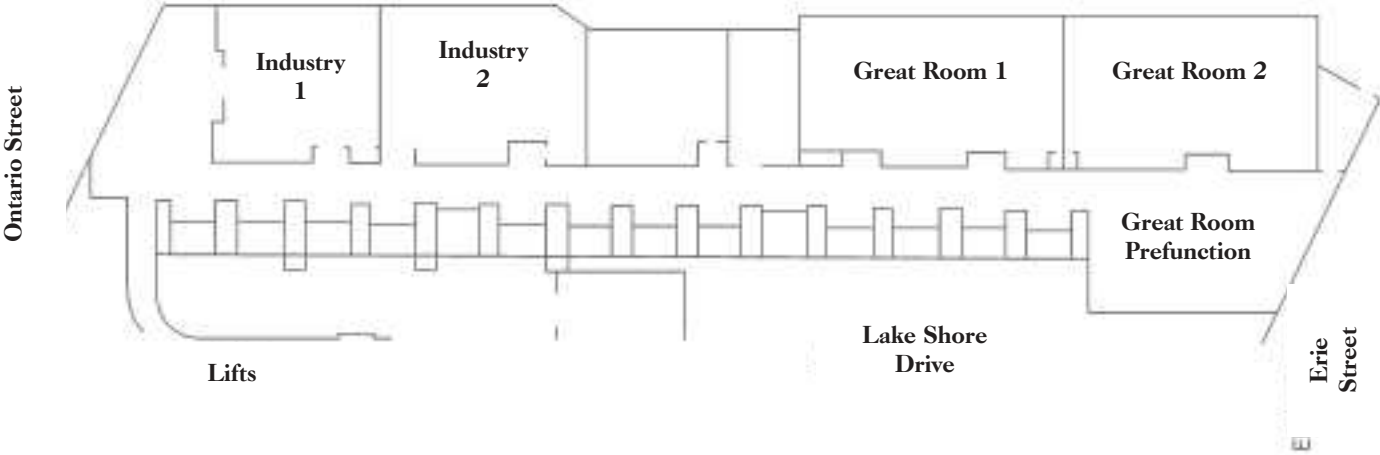 Ontario Street
Industry
1
Industry
2
Great Room 1
Great Room 2
Great Room
Prefunction
Lake Shore
Drive
Lifts
Erie
Street
E